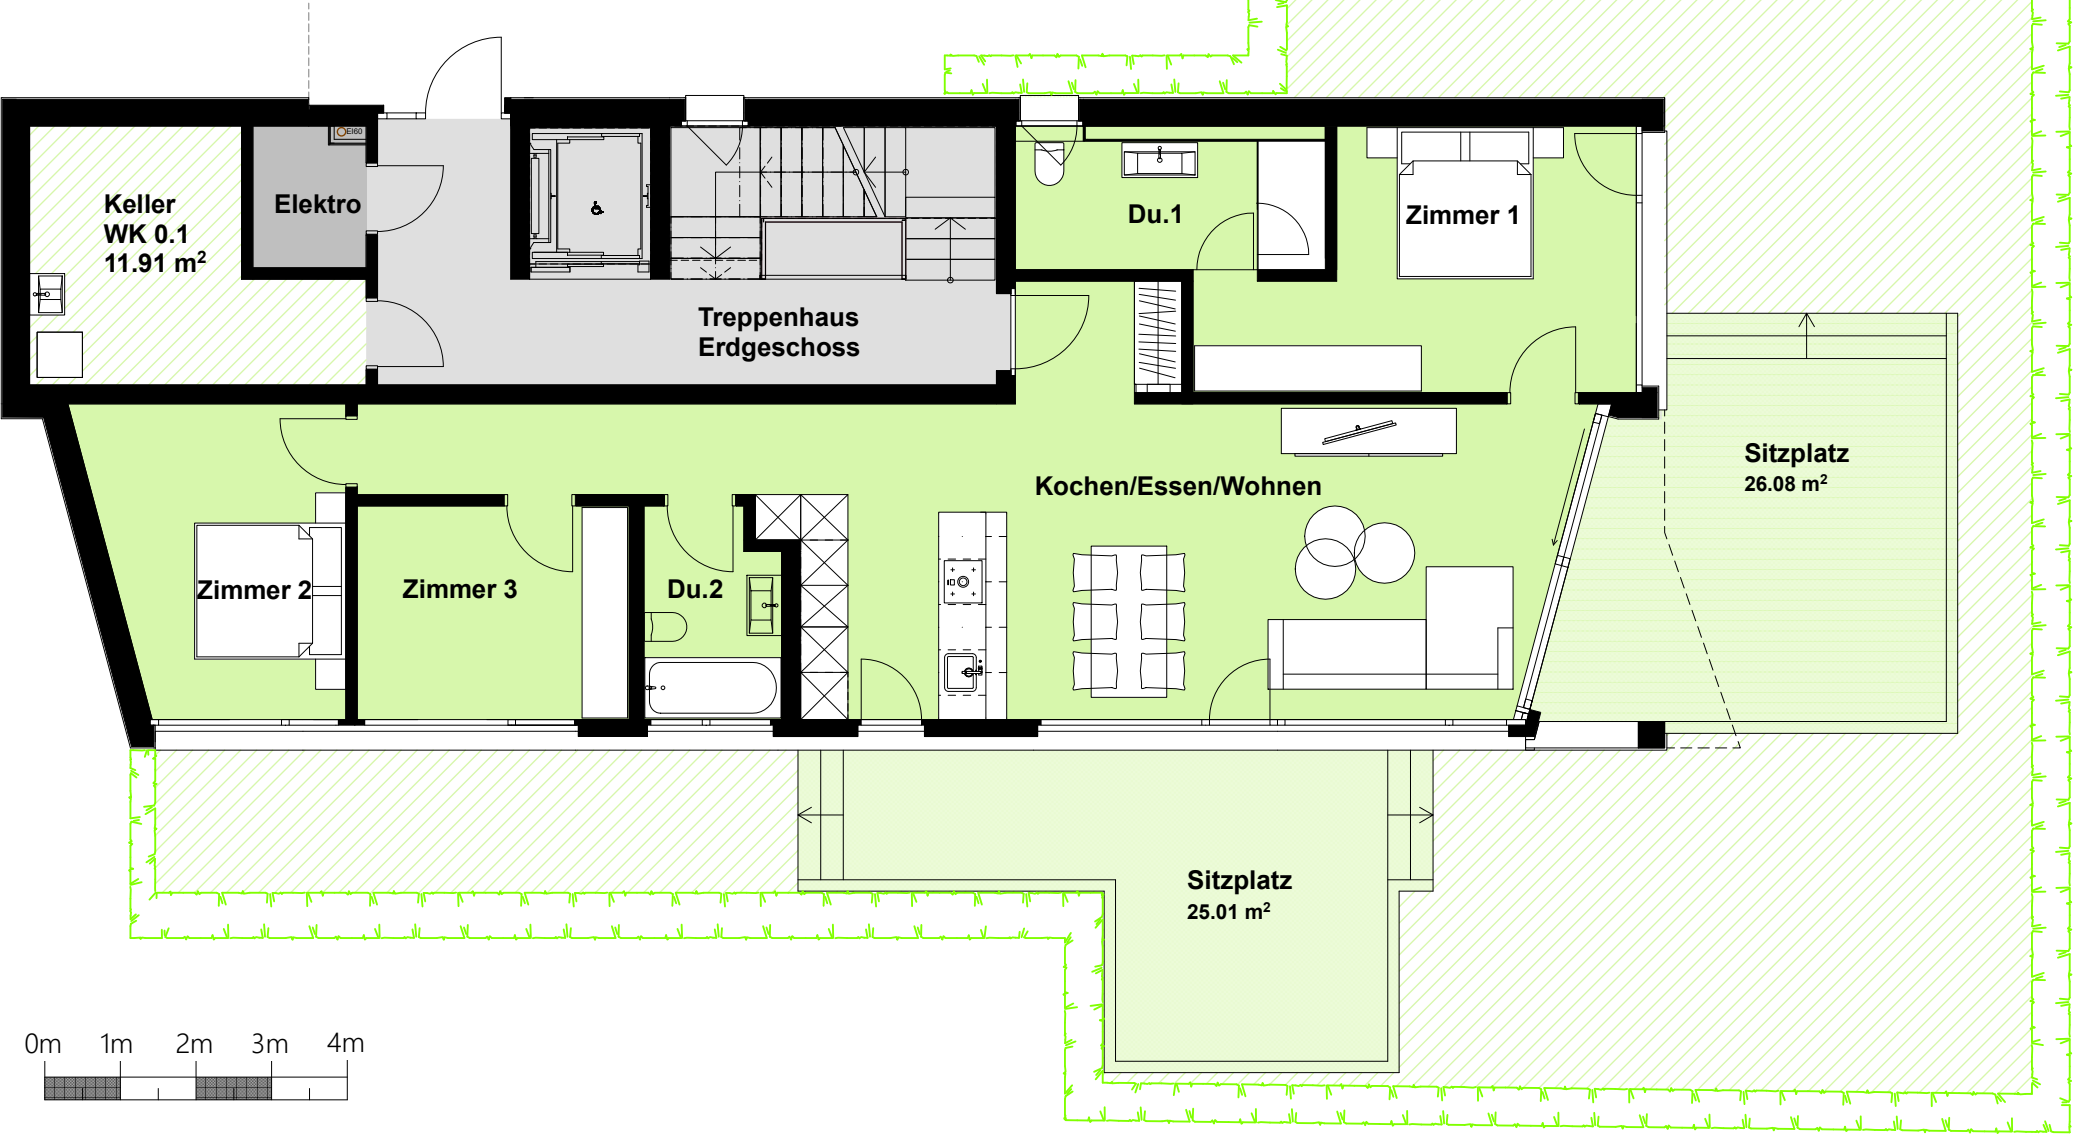 EI60
Keller
WK 0.1
11.91 m²
Elektro
Du.1
Zimmer 1
Treppenhaus
Erdgeschoss
Sitzplatz
26.08 m²
Kochen/Essen/Wohnen
Zimmer 2
Zimmer 3
Du.2
Sitzplatz
25.01 m²
0m 1m 2m 3m 4m